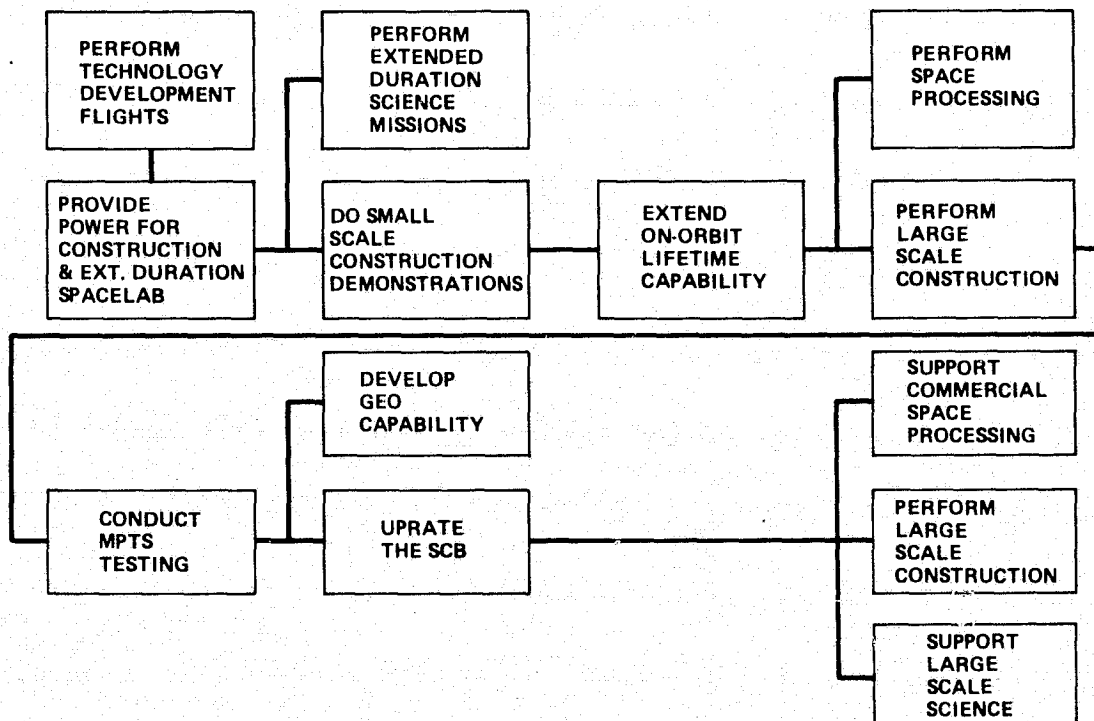 PERFORM
TECHNOLOGY
DEVELOPMENT
FLIGHTS
PERFORM
EXTENDED
DURATION
SCIENCE
MISSIONS
PERFORM
SPACE
PROCESSING
PROVIDE
POWER FOR
CONSTRUCTION
& EXT. DURATION
SPACELAB
DO SMALL
SCALE
CONSTRUCTION
DEMONSTRATIONS
EXTEND
ON-ORBIT
LIFETIME
CAPABILITY
PERFORM
LARGE
SCALE
CONSTRUCTION
DEVELOP
GEO
CAPABILITY
SUPPORT
COMMERCIAL
SPACE
PROCESSING
CONDUCT
MPTS
TESTING
UPRATE
THE SCB
PERFORM
LARGE
SCALE
CONSTRUCTION
SUPPORT
LARGE
SCALE
SCIENCE